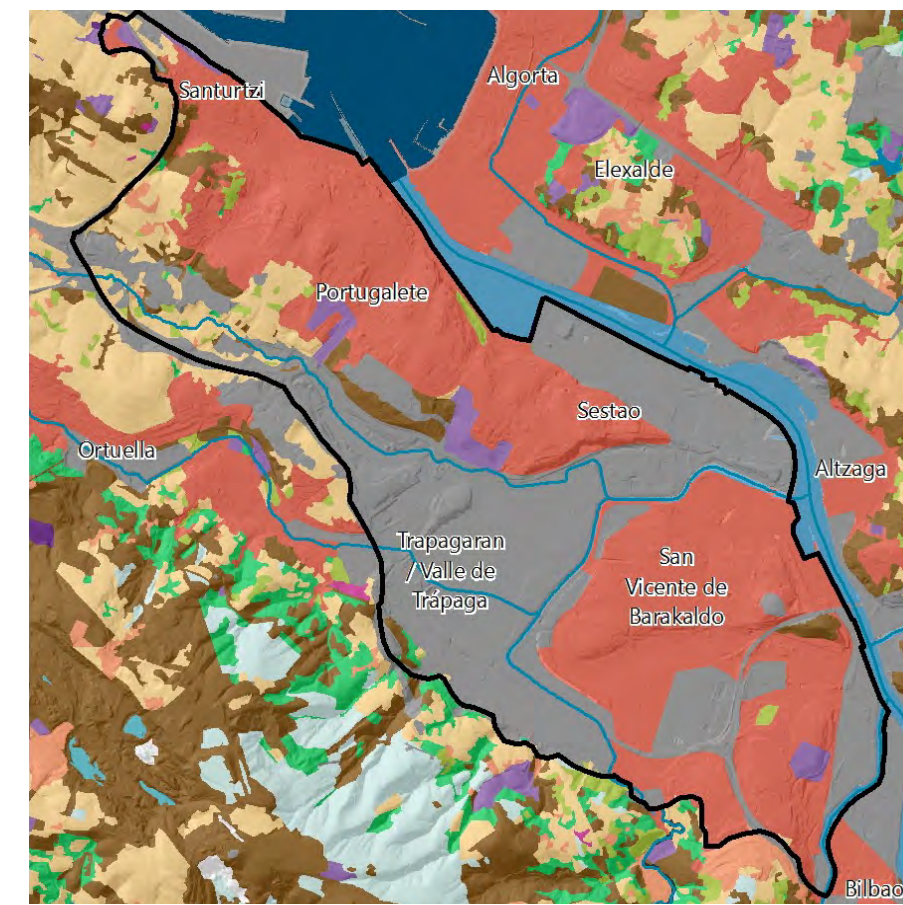 Algorta
Santurtzi
Elexalde
Portugalete
Sestao
Ortuella
Altzaga
Trapagaran
/ Valle de
Trápaga
San
Vicente de
Barakaldo
Bilbao